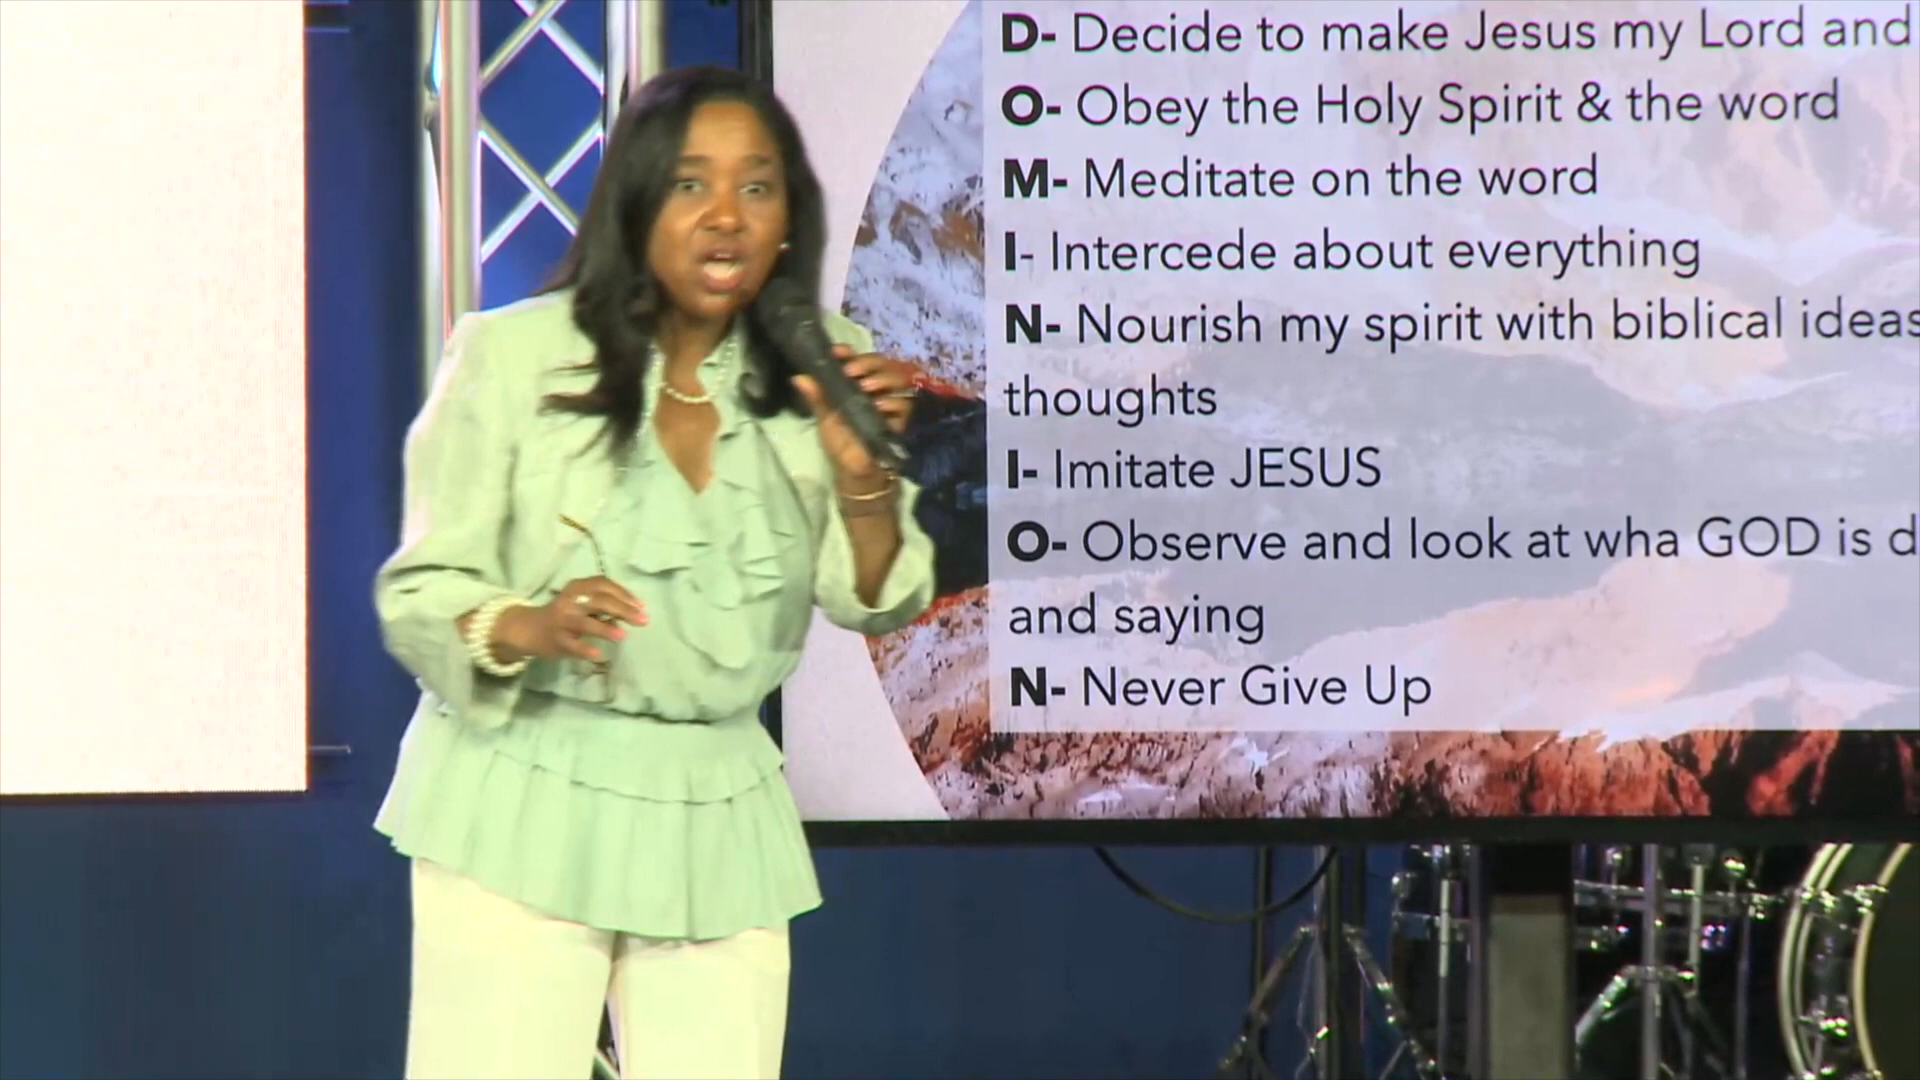 D- Decide to make Jesus my Lord and
O- Obey the Holy Spirit & the word
M- Meditate on the word
I- Intercede about everything
N- Nourish my spirit with biblical ideas
thoughts
I- Imitate JESUS
O- Observe and look at wha GOD is d
and saying
N- Never Give Up